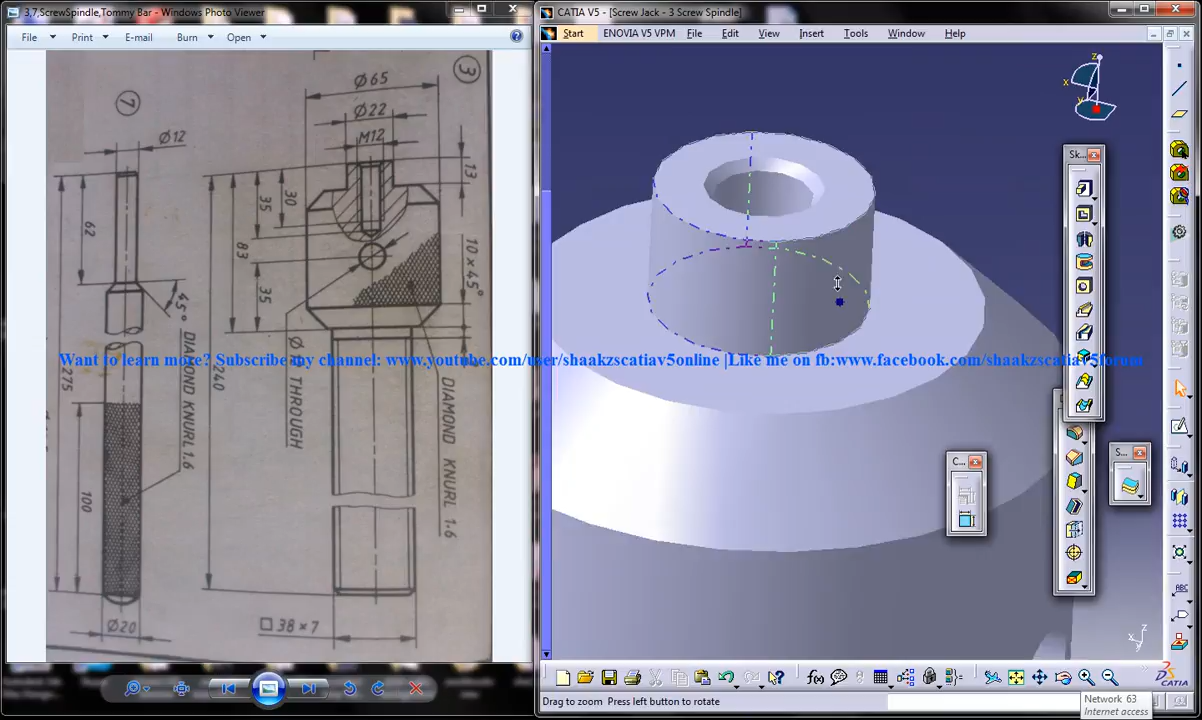 3,7,ScrewSpindle,Tommy Bar - Windows Photo Viewer
File Print E-mail Burn Open
CATIA V5 - [Screw Jack - 3 Screw Spindle]
Start ENOVIA V5 VPM File Edit View Insert Tools Window Help
3
Ø65
Ø22
M12
13
30
35
83
35
10 x 45°
240
DIAMOND KNURL 1.6
THROUGH
□ 38 × 7
7
Ø12
62
45°
DIAMOND KNURL 1.6
275
100
Ø20
Want to learn more? Subscribe my channel: www.youtube.com/user/shaakzscatiav5online |Like me on fb:www.facebook.com/shaakzscatiav5forum
z
x
y
Sk...
C...
S...
f(x)
ABC
z
x
y
CATIA
Drag to zoom Press left button to rotate
Network 63
Internet access